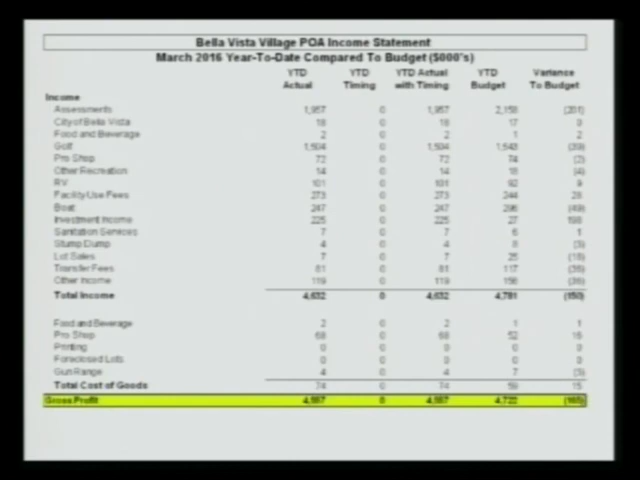 Bella Vista Village POA Income Statement
March 2016 Year-To-Date Compared To Budget ($000's)
YTD Actual YTD Timing YTD Actual with Timing YTD Budget Variance To Budget
Income
Assessments 1,957 0 1,957 2,158 (201)
City of Bella Vista 18 0 18 17 0
Food and Beverage 2 0 2 1 2
Golf 1,504 0 1,504 1,543 (39)
Pro Shop 72 0 72 74 (2)
Other Recreation 14 0 14 18 (4)
RV 101 0 101 92 9
Facility Use Fees 273 0 273 244 28
Boat 247 0 247 296 (49)
Investment Income 225 0 225 27 198
Sanitation Services 7 0 7 6 1
Stump Dump 4 0 4 8 (3)
Lot Sales 7 0 7 25 (18)
Transfer Fees 81 0 81 117 (36)
Other Income 119 0 119 156 (36)
Total Income 4,632 0 4,632 4,781 (150)
Food and Beverage 2 0 2 1 1
Pro Shop 68 0 68 52 16
Printing 0 0 0 0 0
Foreclosed Lots 0 0 0 0 0
Gun Range 4 0 4 7 (3)
Total Cost of Goods 74 0 74 59 15
Gross Profit 4,557 0 4,557 4,722 (165)